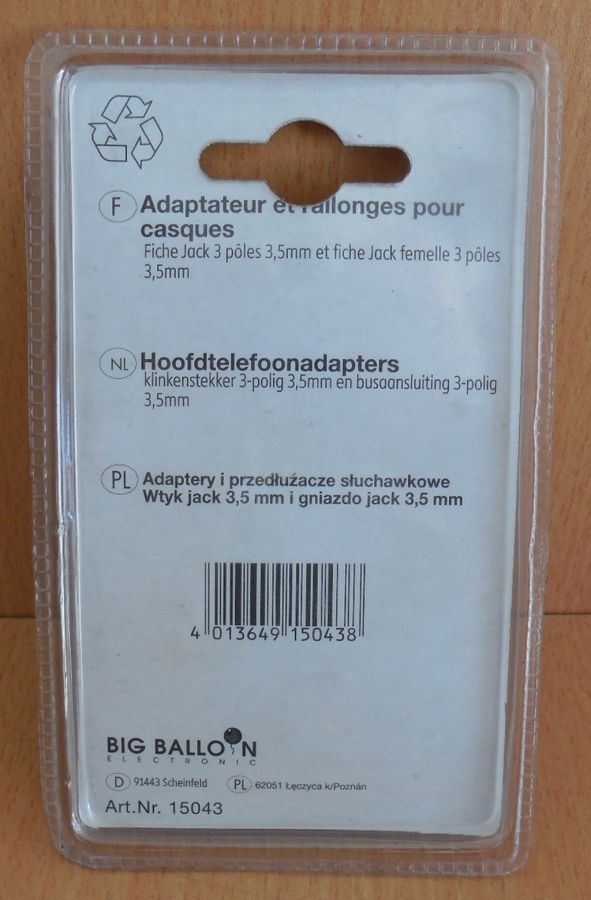 F Adaptateur et rallonges pour
casques
Fiche Jack 3 pôles 3,5mm et fiche Jack femelle 3 pôles
3,5mm
NL Hoofdtelefoonadapters
klinkenstekker 3-polig 3,5mm en busaansluiting 3-polig
3,5mm
PL Adaptery i przedłużacze słuchawkowe
Wtyk jack 3,5 mm i gniazdo jack 3,5 mm
4 013649 150438
BIG BALLOON
ELECTRONIC
D 91443 Scheinfeld PL 62051 Łęczyca k/Poznán
Art.Nr. 15043